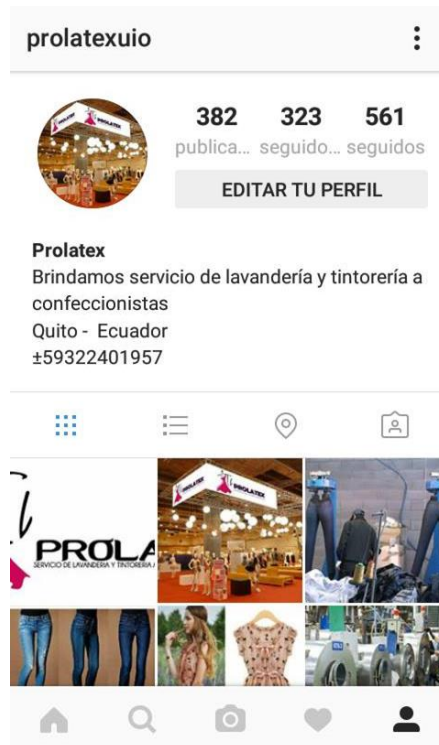 prolatexuio
382 323 561
publica... seguido... seguidos
EDITAR TU PERFIL
Prolatex
Brindamos servicio de lavandería y tintorería a
confeccionistas
Quito - Ecuador
±59322401957
PROLATEX
PROLA
SERVICIO DE LAVANDERIA Y TINTORERIA A